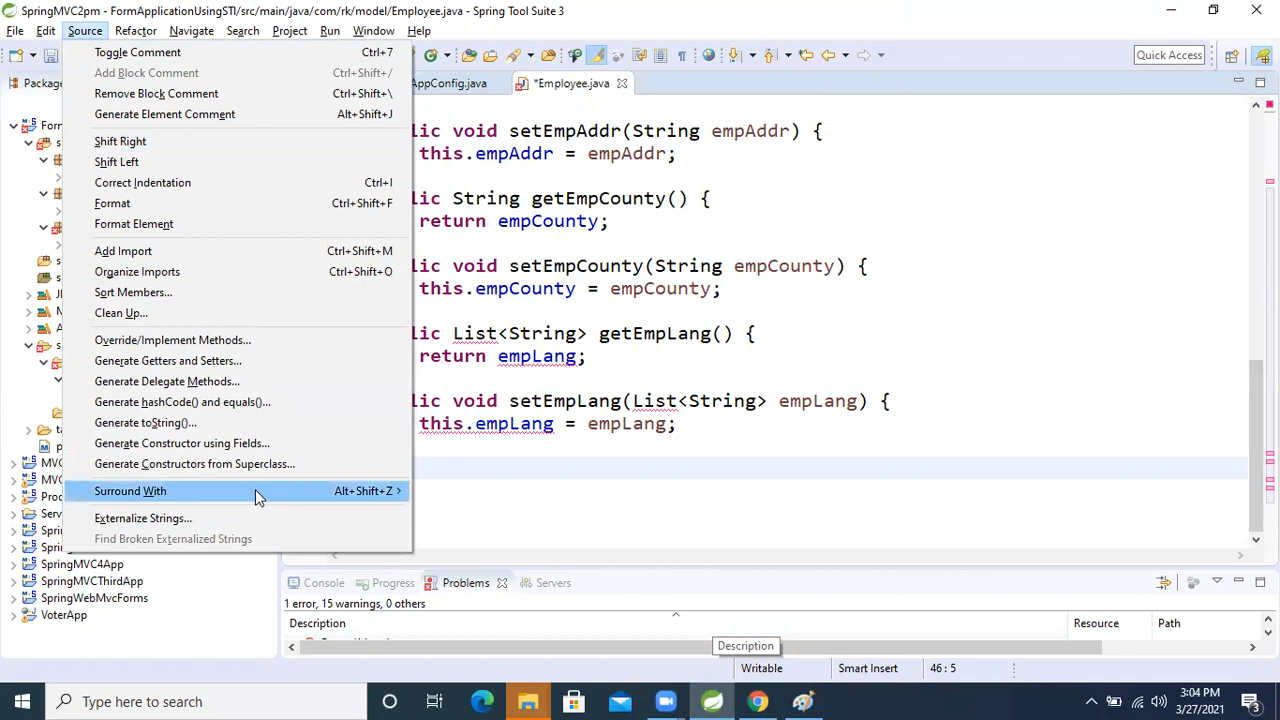 SpringMVC2pm - FormApplicationUsingSTI/src/main/java/com/rk/model/Employee.java - Spring Tool Suite 3
File Edit Source Refactor Navigate Search Project Run Window Help
Quick Access
Package
AppConfig.java
*Employee.java
Toggle Comment Ctrl+7
Add Block Comment Ctrl+Shift+/
Remove Block Comment Ctrl+Shift+\
Generate Element Comment Alt+Shift+J
Shift Right
Shift Left
Correct Indentation Ctrl+I
Format Ctrl+Shift+F
Format Element
Add Import Ctrl+Shift+M
Organize Imports Ctrl+Shift+O
Sort Members...
Clean Up...
Override/Implement Methods...
Generate Getters and Setters...
Generate Delegate Methods...
Generate hashCode() and equals()...
Generate toString()...
Generate Constructor using Fields...
Generate Constructors from Superclass...
Surround With Alt+Shift+Z
Externalize Strings...
Find Broken Externalized Strings
lic void setEmpAddr(String empAddr) {
this.empAddr = empAddr;
lic String getEmpCounty() {
return empCounty;
lic void setEmpCounty(String empCounty) {
this.empCounty = empCounty;
lic List<String> getEmpLang() {
return empLang;
lic void setEmpLang(List<String> empLang) {
this.empLang = empLang;
SpringMVC4App
SpringMVCThirdApp
SpringWebMvcForms
VoterApp
Console Progress Problems Servers
1 error, 15 warnings, 0 others
Description Resource Path
Description
Writable Smart Insert 46 : 5
Type here to search
3:04 PM
3/27/2021
3